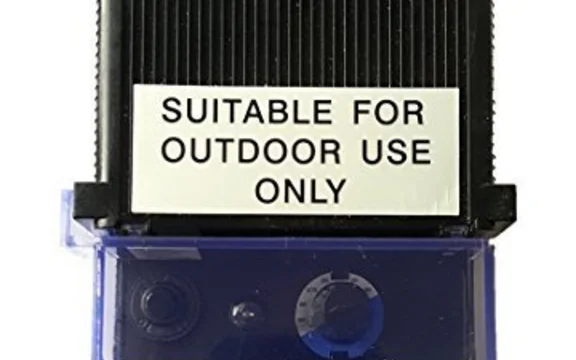 SUITABLE FOR
OUTDOOR USE
ONLY